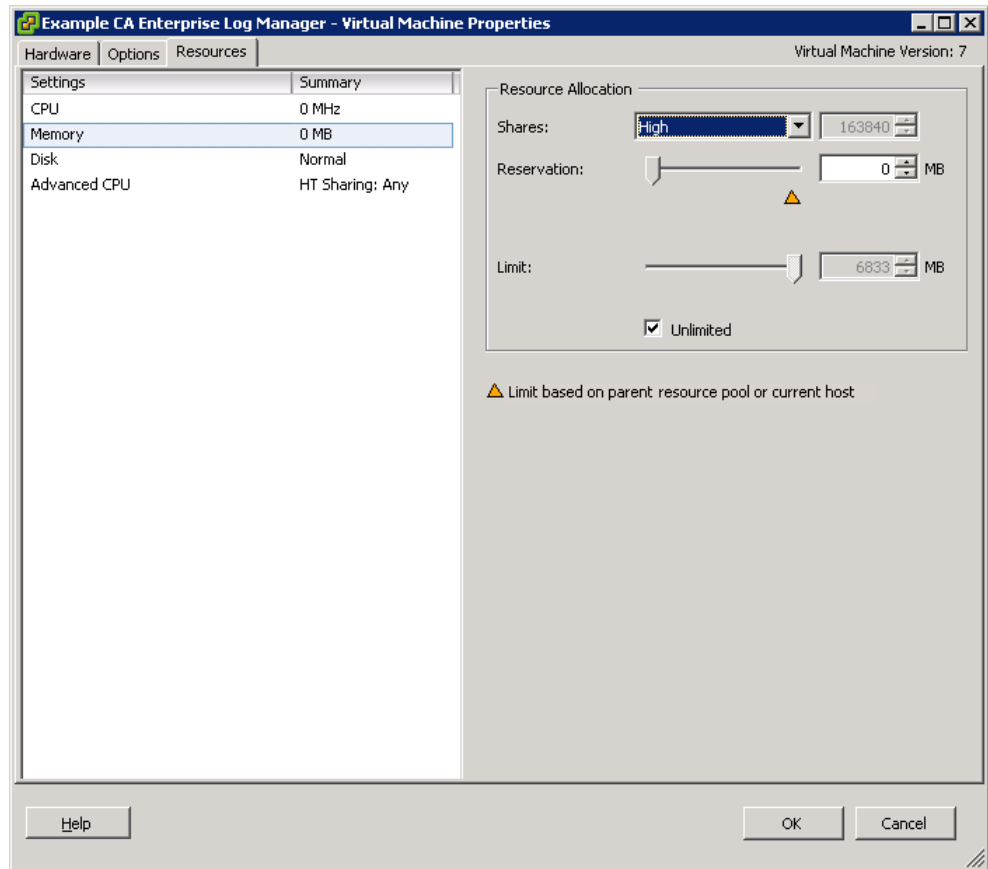 Example CA Enterprise Log Manager - Virtual Machine Properties
Hardware Options Resources Virtual Machine Version: 7
Settings Summary
CPU 0 MHz
Memory 0 MB
Disk Normal
Advanced CPU HT Sharing: Any
Resource Allocation
Shares: High 163840
Reservation: 0 MB
Limit: 6833 MB
Unlimited
Limit based on parent resource pool or current host
Help OK Cancel